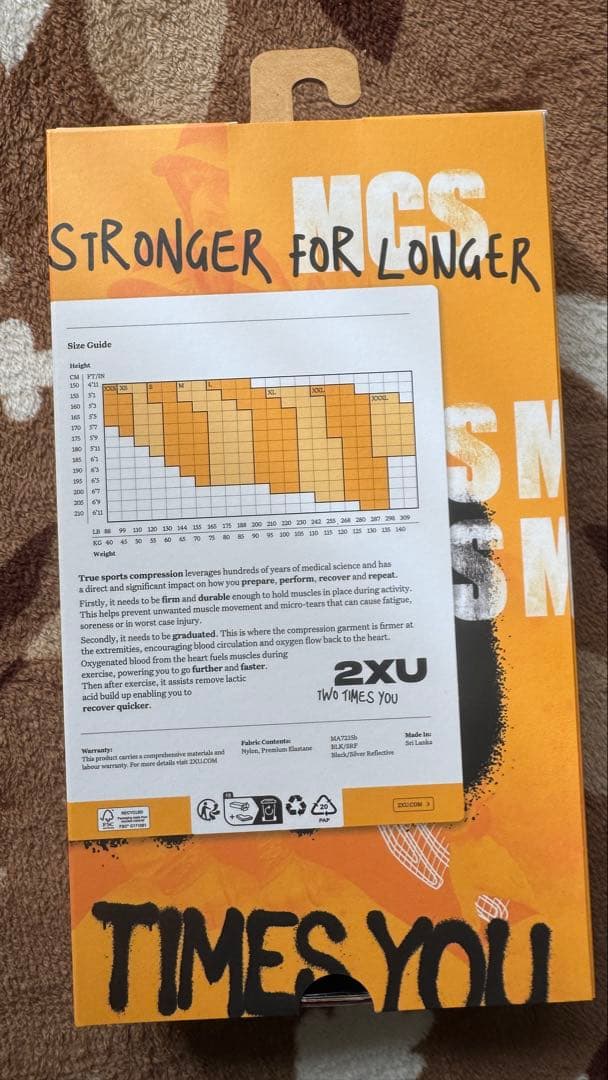 MCS
STRONGER FOR LONGER
Size Guide
Height
CM FT/IN
150 4'11 XXS XS S M L XL XXL XXXL
155 5'1
160 5'3
165 5'5
170 5'7
175 5'9
180 5'11
185 6'1
190 6'3
195 6'5
200 6'7
205 6'9
210 6'11
LB 88 99 110 120 130 144 155 165 175 188 200 210 220 230 242 255 268 280 287 298 309
KG 40 45 50 55 60 65 70 75 80 85 90 95 100 105 110 115 120 125 130 135 140
Weight
S M
S M
True sports compression leverages hundreds of years of medical science and has
a direct and significant impact on how you prepare, perform, recover and repeat.
Firstly, it needs to be firm and durable enough to hold muscles in place during activity.
This helps prevent unwanted muscle movement and micro-tears that can cause fatigue,
soreness or in worst case injury.
Secondly, it needs to be graduated. This is where the compression garment is firmer at
the extremities, encouraging blood circulation and oxygen flow back to the heart.
Oxygenated blood from the heart fuels muscles during
exercise, powering you to go further and faster.
Then after exercise, it assists remove lactic
acid build up enabling you to
recover quicker.
2XU
TWO TIMES YOU
Warranty:
This product carries a comprehensive materials and
labour warranty. For more details visit 2XU.COM
Fabric Contents:
Nylon, Premium Elastane
MA7215b
BLK/SRF
Black/Silver Reflective
Made in:
Sri Lanka
FSC
RECYCLED
FR
20
PAP
2XU.COM >
TIMES YOU